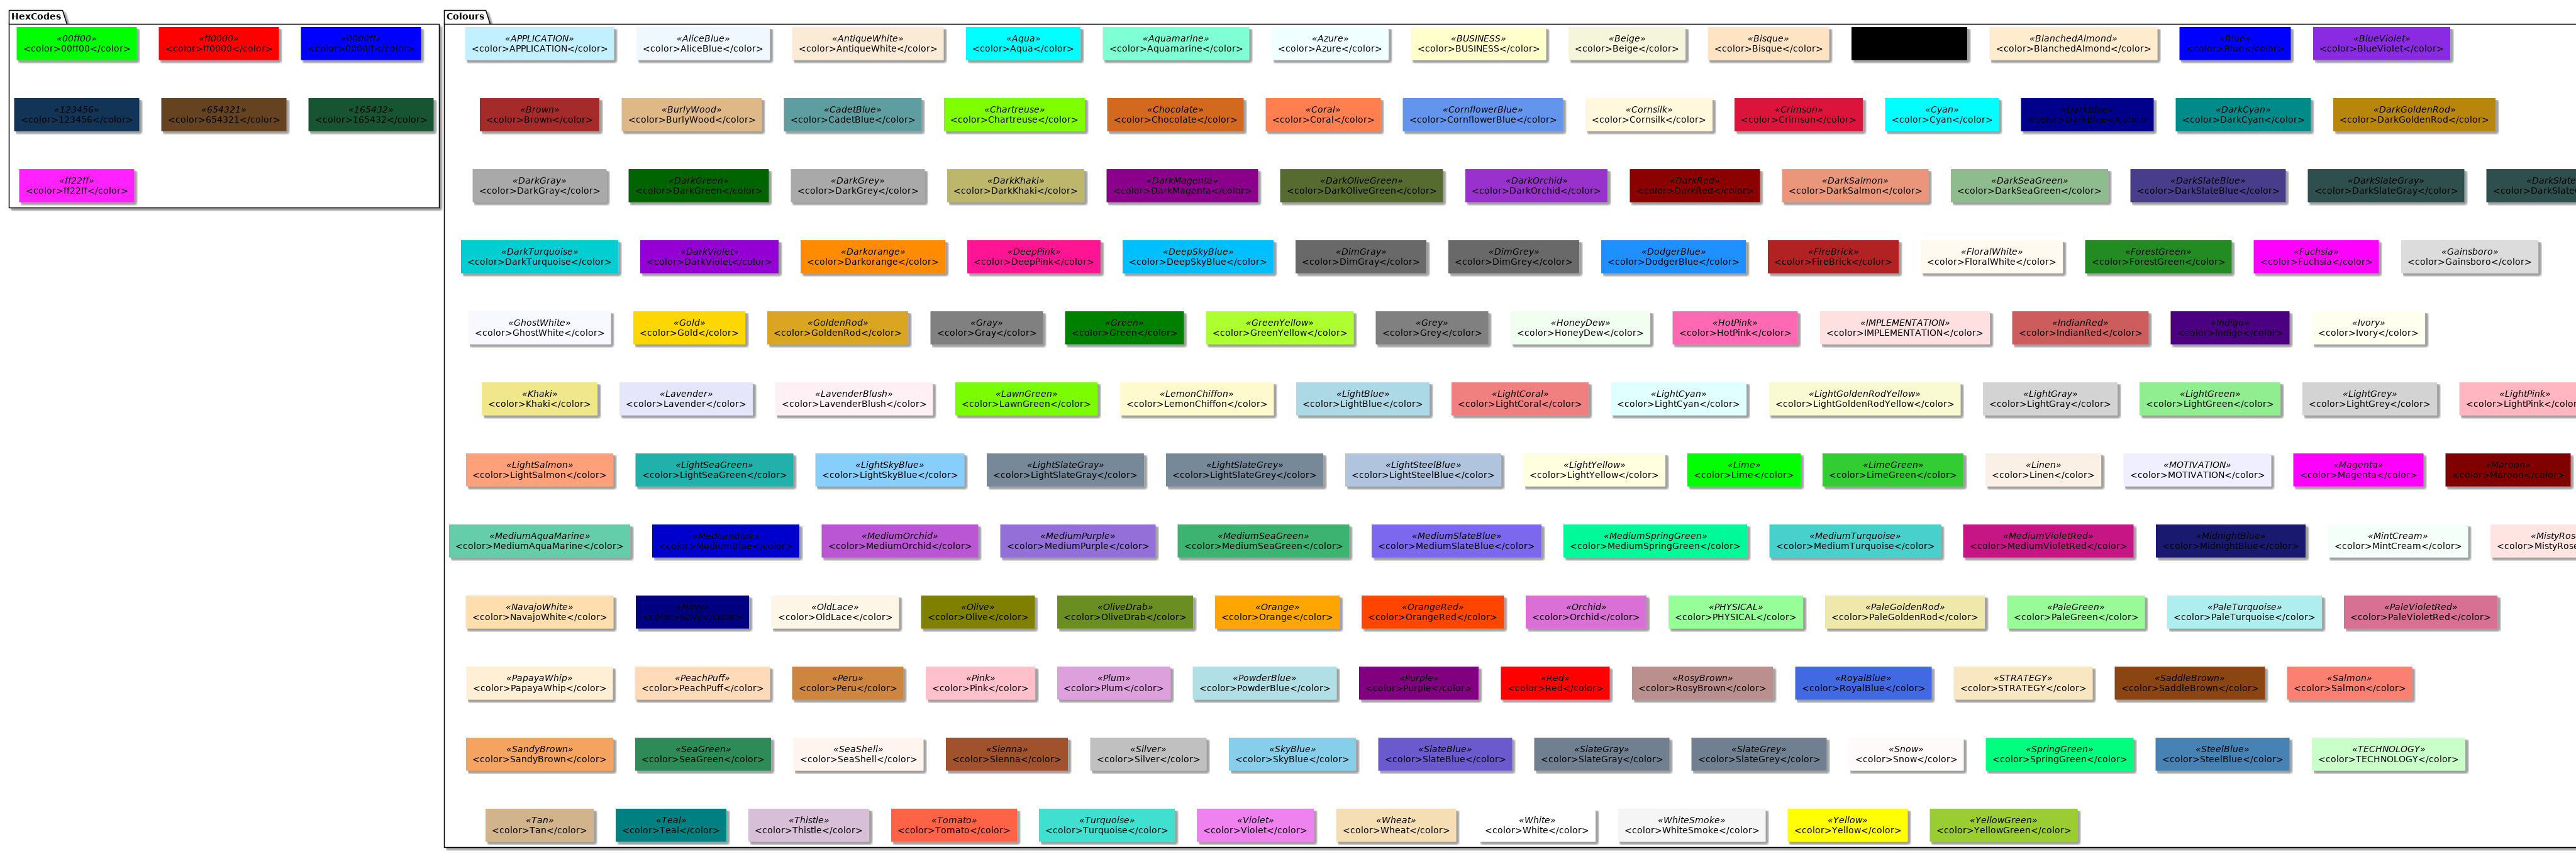 HexCodes
Colours
«00ff00» «ff0000» «0000ff»
<color>00ff00</color> <color>ff0000</color> <color>0000ff</color>
«123456» «654321» «165432»
<color>123456</color> <color>654321</color> <color>165432</color>
«ff22ff»
<color>ff22ff</color>
«APPLICATION» «AliceBlue» «AntiqueWhite» «Aqua» «Aquamarine» «Azure» «BUSINESS» «Beige» «Bisque» «BlanchedAlmond» «Blue» «BlueViolet»
<color>APPLICATION</color> <color>AliceBlue</color> <color>AntiqueWhite</color> <color>Aqua</color> <color>Aquamarine</color> <color>Azure</color> <color>BUSINESS</color> <color>Beige</color> <color>Bisque</color> <color>BlanchedAlmond</color> <color>Blue</color> <color>BlueViolet</color>
«Brown» «BurlyWood» «CadetBlue» «Chartreuse» «Chocolate» «Coral» «CornflowerBlue» «Cornsilk» «Crimson» «Cyan» «DarkBlue» «DarkCyan» «DarkGoldenRod»
<color>Brown</color> <color>BurlyWood</color> <color>CadetBlue</color> <color>Chartreuse</color> <color>Chocolate</color> <color>Coral</color> <color>CornflowerBlue</color> <color>Cornsilk</color> <color>Crimson</color> <color>Cyan</color> <color>DarkBlue</color> <color>DarkCyan</color> <color>DarkGoldenRod</color>
«DarkGray» «DarkGreen» «DarkGrey» «DarkKhaki» «DarkMagenta» «DarkOliveGreen» «DarkOrchid» «DarkRed» «DarkSalmon» «DarkSeaGreen» «DarkSlateBlue» «DarkSlateGray» «DarkSlate
<color>DarkGray</color> <color>DarkGreen</color> <color>DarkGrey</color> <color>DarkKhaki</color> <color>DarkMagenta</color> <color>DarkOliveGreen</color> <color>DarkOrchid</color> <color>DarkRed</color> <color>DarkSalmon</color> <color>DarkSeaGreen</color> <color>DarkSlateBlue</color> <color>DarkSlateGray</color> <color>DarkSlate
«DarkTurquoise» «DarkViolet» «Darkorange» «DeepPink» «DeepSkyBlue» «DimGray» «DimGrey» «DodgerBlue» «FireBrick» «FloralWhite» «ForestGreen» «Fuchsia» «Gainsboro»
<color>DarkTurquoise</color> <color>DarkViolet</color> <color>Darkorange</color> <color>DeepPink</color> <color>DeepSkyBlue</color> <color>DimGray</color> <color>DimGrey</color> <color>DodgerBlue</color> <color>FireBrick</color> <color>FloralWhite</color> <color>ForestGreen</color> <color>Fuchsia</color> <color>Gainsboro</color>
«GhostWhite» «Gold» «GoldenRod» «Gray» «Green» «GreenYellow» «Grey» «HoneyDew» «HotPink» «IMPLEMENTATION» «IndianRed» «Indigo» «Ivory»
<color>GhostWhite</color> <color>Gold</color> <color>GoldenRod</color> <color>Gray</color> <color>Green</color> <color>GreenYellow</color> <color>Grey</color> <color>HoneyDew</color> <color>HotPink</color> <color>IMPLEMENTATION</color> <color>IndianRed</color> <color>Indigo</color> <color>Ivory</color>
«Khaki» «Lavender» «LavenderBlush» «LawnGreen» «LemonChiffon» «LightBlue» «LightCoral» «LightCyan» «LightGoldenRodYellow» «LightGray» «LightGreen» «LightGrey» «LightPink»
<color>Khaki</color> <color>Lavender</color> <color>LavenderBlush</color> <color>LawnGreen</color> <color>LemonChiffon</color> <color>LightBlue</color> <color>LightCoral</color> <color>LightCyan</color> <color>LightGoldenRodYellow</color> <color>LightGray</color> <color>LightGreen</color> <color>LightGrey</color> <color>LightPink</color>
«LightSalmon» «LightSeaGreen» «LightSkyBlue» «LightSlateGray» «LightSlateGrey» «LightSteelBlue» «LightYellow» «Lime» «LimeGreen» «Linen» «MOTIVATION» «Magenta» «Maroon»
<color>LightSalmon</color> <color>LightSeaGreen</color> <color>LightSkyBlue</color> <color>LightSlateGray</color> <color>LightSlateGrey</color> <color>LightSteelBlue</color> <color>LightYellow</color> <color>Lime</color> <color>LimeGreen</color> <color>Linen</color> <color>MOTIVATION</color> <color>Magenta</color> <color>Maroon</color>
«MediumAquaMarine» «MediumBlue» «MediumOrchid» «MediumPurple» «MediumSeaGreen» «MediumSlateBlue» «MediumSpringGreen» «MediumTurquoise» «MediumVioletRed» «MidnightBlue» «MintCream» «MistyRose
<color>MediumAquaMarine</color> <color>MediumBlue</color> <color>MediumOrchid</color> <color>MediumPurple</color> <color>MediumSeaGreen</color> <color>MediumSlateBlue</color> <color>MediumSpringGreen</color> <color>MediumTurquoise</color> <color>MediumVioletRed</color> <color>MidnightBlue</color> <color>MintCream</color> <color>MistyRose
«NavajoWhite» «Navy» «OldLace» «Olive» «OliveDrab» «Orange» «OrangeRed» «Orchid» «PHYSICAL» «PaleGoldenRod» «PaleGreen» «PaleTurquoise» «PaleVioletRed»
<color>NavajoWhite</color> <color>Navy</color> <color>OldLace</color> <color>Olive</color> <color>OliveDrab</color> <color>Orange</color> <color>OrangeRed</color> <color>Orchid</color> <color>PHYSICAL</color> <color>PaleGoldenRod</color> <color>PaleGreen</color> <color>PaleTurquoise</color> <color>PaleVioletRed</color>
«PapayaWhip» «PeachPuff» «Peru» «Pink» «Plum» «PowderBlue» «Purple» «Red» «RosyBrown» «RoyalBlue» «STRATEGY» «SaddleBrown» «Salmon»
<color>PapayaWhip</color> <color>PeachPuff</color> <color>Peru</color> <color>Pink</color> <color>Plum</color> <color>PowderBlue</color> <color>Purple</color> <color>Red</color> <color>RosyBrown</color> <color>RoyalBlue</color> <color>STRATEGY</color> <color>SaddleBrown</color> <color>Salmon</color>
«SandyBrown» «SeaGreen» «SeaShell» «Sienna» «Silver» «SkyBlue» «SlateBlue» «SlateGray» «SlateGrey» «Snow» «SpringGreen» «SteelBlue» «TECHNOLOGY»
<color>SandyBrown</color> <color>SeaGreen</color> <color>SeaShell</color> <color>Sienna</color> <color>Silver</color> <color>SkyBlue</color> <color>SlateBlue</color> <color>SlateGray</color> <color>SlateGrey</color> <color>Snow</color> <color>SpringGreen</color> <color>SteelBlue</color> <color>TECHNOLOGY</color>
«Tan» «Teal» «Thistle» «Tomato» «Turquoise» «Violet» «Wheat» «White» «WhiteSmoke» «Yellow» «YellowGreen»
<color>Tan</color> <color>Teal</color> <color>Thistle</color> <color>Tomato</color> <color>Turquoise</color> <color>Violet</color> <color>Wheat</color> <color>White</color> <color>WhiteSmoke</color> <color>Yellow</color> <color>YellowGreen</color>